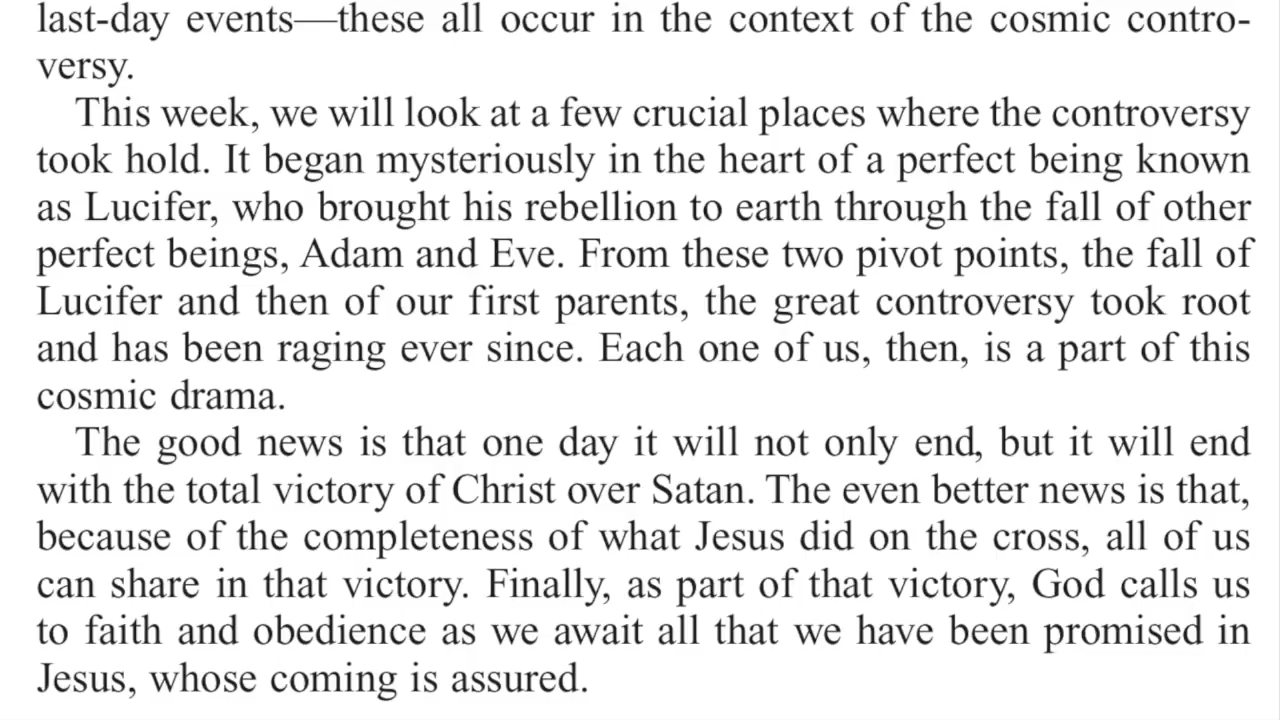 last-day events—these all occur in the context of the cosmic contro-
versy.
This week, we will look at a few crucial places where the controversy
took hold. It began mysteriously in the heart of a perfect being known
as Lucifer, who brought his rebellion to earth through the fall of other
perfect beings, Adam and Eve. From these two pivot points, the fall of
Lucifer and then of our first parents, the great controversy took root
and has been raging ever since. Each one of us, then, is a part of this
cosmic drama.
The good news is that one day it will not only end, but it will end
with the total victory of Christ over Satan. The even better news is that,
because of the completeness of what Jesus did on the cross, all of us
can share in that victory. Finally, as part of that victory, God calls us
to faith and obedience as we await all that we have been promised in
Jesus, whose coming is assured.